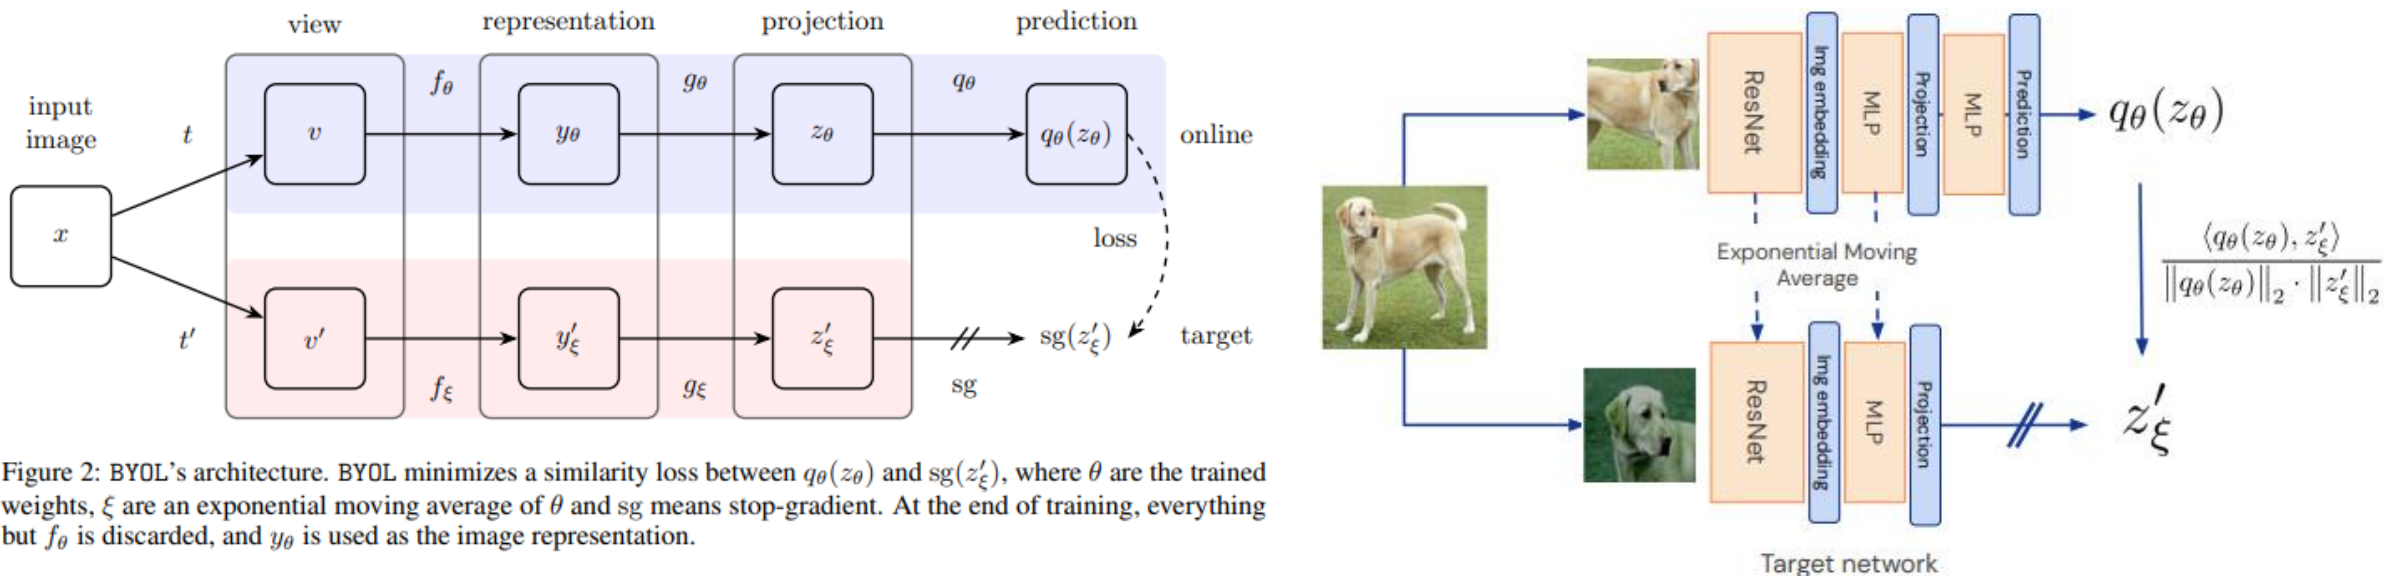 view representation projection prediction
input image
t
fθ gθ qθ
v yθ zθ qθ(zθ) online
x
loss
t′
v′ y′ξ z′ξ sg(z′ξ) target
fξ gξ sg
Figure 2: BYOL's architecture. BYOL minimizes a similarity loss between qθ(zθ) and sg(z′ξ), where θ are the trained
weights, ξ are an exponential moving average of θ and sg means stop-gradient. At the end of training, everything
but fθ is discarded, and yθ is used as the image representation.
ResNet
Img embedding
MLP
Projection
MLP
Prediction
qθ(zθ)
Exponential Moving
Average
⟨qθ(zθ), z′ξ⟩
‖qθ(zθ)‖₂ · ‖z′ξ‖₂
ResNet
Img embedding
MLP
Projection
z′ξ
Target network